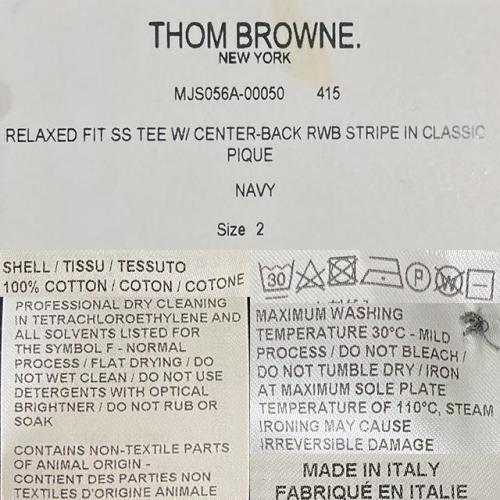 THOM BROWNE.
NEW YORK
MJS056A-00050 415
RELAXED FIT SS TEE W/ CENTER-BACK RWB STRIPE IN CLASSIC
PIQUE
NAVY
Size 2
SHELL / TISSU / TESSUTO
100% COTTON / COTON / COTONE
PROFESSIONAL DRY CLEANING
IN TETRACHLOROETHYLENE AND
ALL SOLVENTS LISTED FOR
THE SYMBOL F - NORMAL
PROCESS / FLAT DRYING / DO
NOT WET CLEAN / DO NOT USE
DETERGENTS WITH OPTICAL
BRIGHTNER / DO NOT RUB OR
SOAK
CONTAINS NON-TEXTILE PARTS
OF ANIMAL ORIGIN -
CONTIENT DES PARTIES NON
TEXTILES D'ORIGINE ANIMALE
30 P W
MAXIMUM WASHING
TEMPERATURE 30°C - MILD
PROCESS / DO NOT BLEACH /
DO NOT TUMBLE DRY / IRON
AT MAXIMUM SOLE PLATE
TEMPERATURE OF 110°C, STEAM
IRONING MAY CAUSE
IRREVERSIBLE DAMAGE
MADE IN ITALY
FABRIQUÉ EN ITALIE